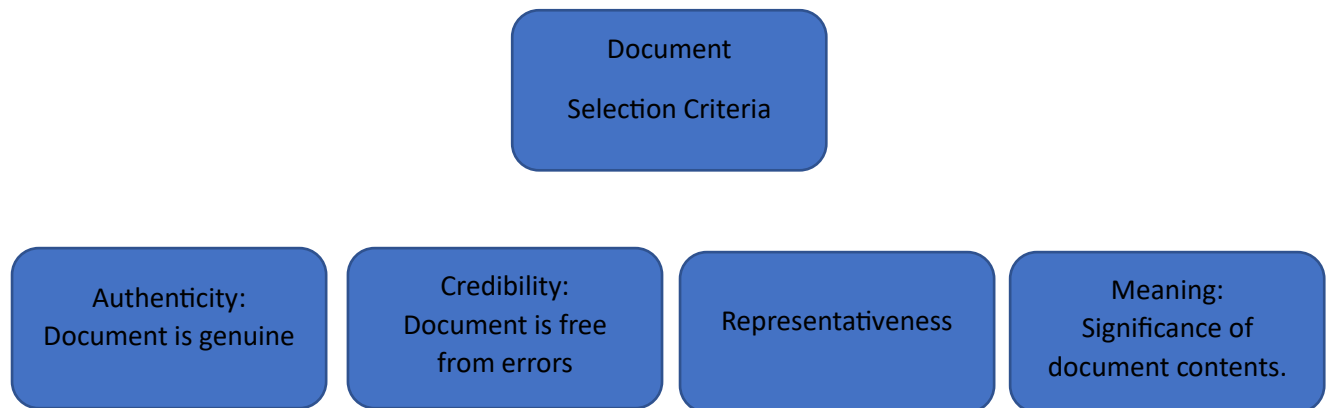 Document
Selection Criteria
Authenticity:
Document is genuine
Credibility:
Document is free
from errors
Representativeness
Meaning:
Significance of
document contents.